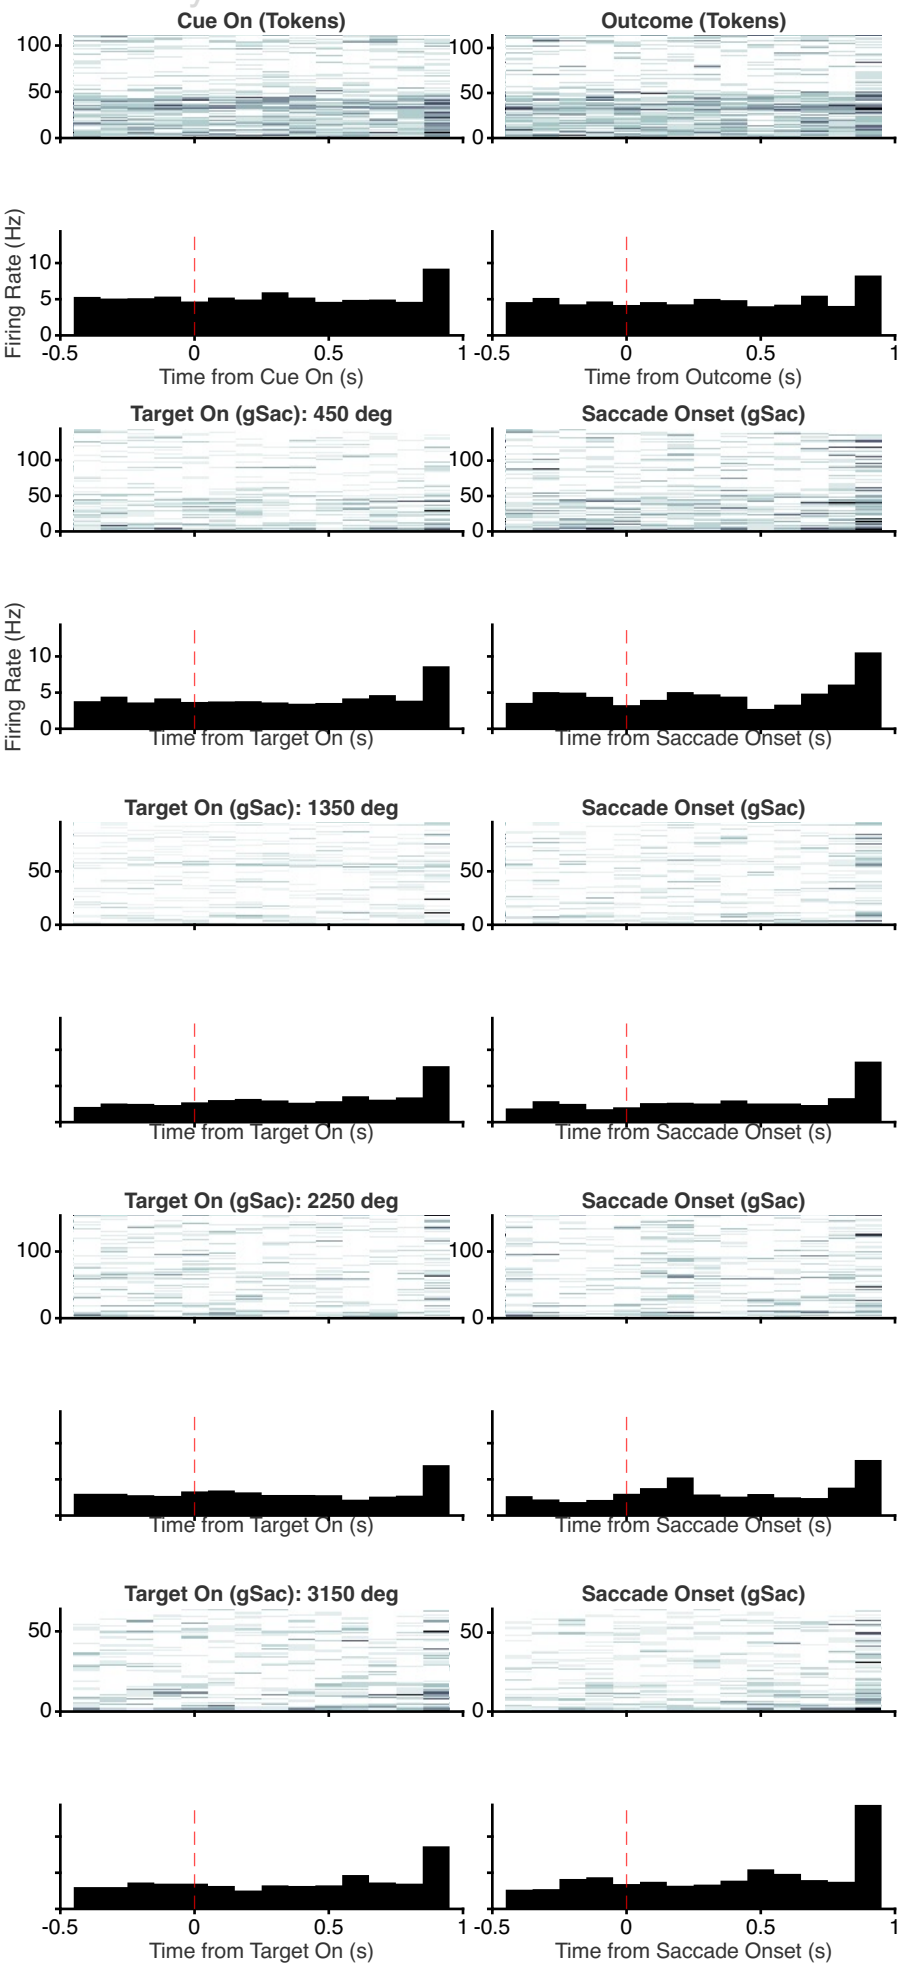 Cue On (Tokens) Outcome (Tokens)
100 100
50 50
0 0
Firing Rate (Hz)
10
5
0
-0.5 0 0.5 1 -0.5 0 0.5 1
Time from Cue On (s) Time from Outcome (s)
Target On (gSac): 450 deg Saccade Onset (gSac)
100 100
50 50
0 0
Firing Rate (Hz)
10
5
0
Time from Target On (s) Time from Saccade Onset (s)
Target On (gSac): 1350 deg Saccade Onset (gSac)
50 50
0 0
Time from Target On (s) Time from Saccade Onset (s)
Target On (gSac): 2250 deg Saccade Onset (gSac)
100 100
0 0
Time from Target On (s) Time from Saccade Onset (s)
Target On (gSac): 3150 deg Saccade Onset (gSac)
50 50
0 0
-0.5 0 0.5 1 -0.5 0 0.5 1
Time from Target On (s) Time from Saccade Onset (s)